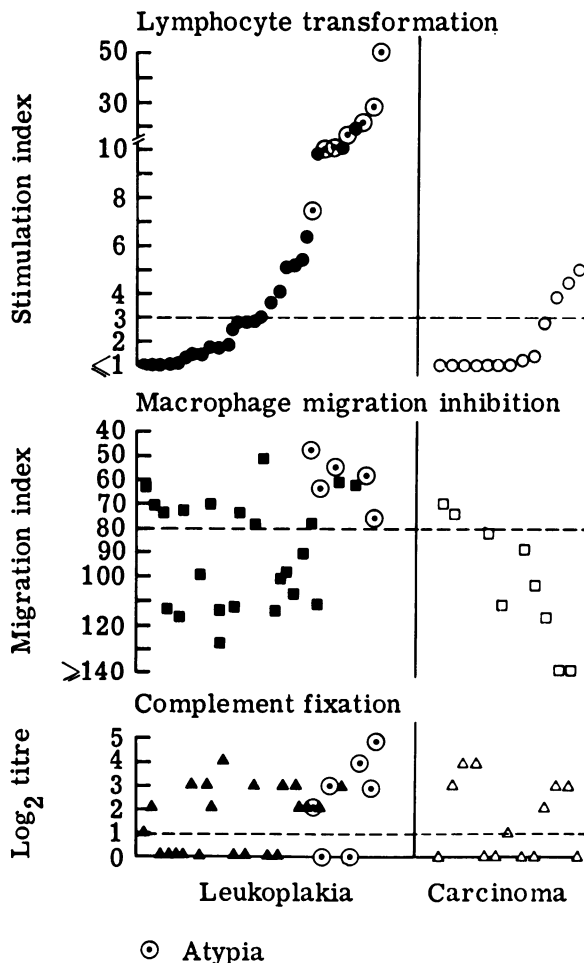 Lymphocyte transformation
Stimulation index
50
30
10
8
6
4
3
2
⩽1
Macrophage migration inhibition
Migration index
40
50
60
70
80
100
120
⩾140
Complement fixation
Log₂ titre
5
4
3
2
1
0
Leukoplakia Carcinoma
⊙ Atypia